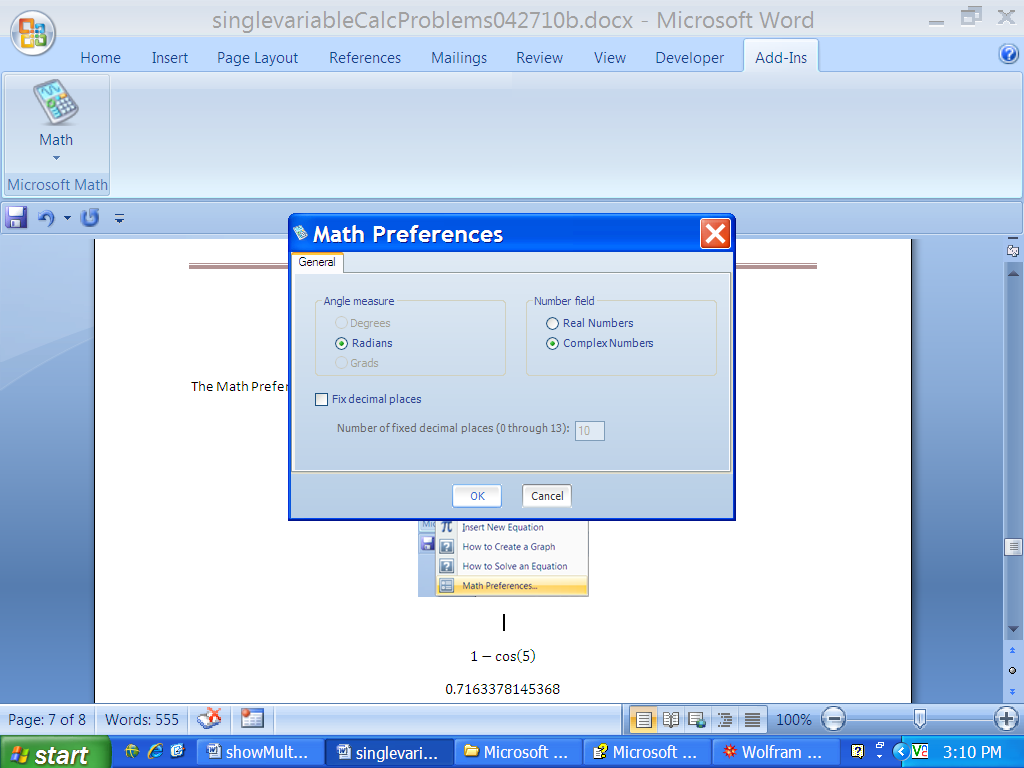 singlevariableCalcProblems042710b.docx - Microsoft Word
Home Insert Page Layout References Mailings Review View Developer Add-Ins
Math
Microsoft Math
Math Preferences
General
Angle measure
Degrees
Radians
Grads
Number field
Real Numbers
Complex Numbers
Fix decimal places
Number of fixed decimal places (0 through 13): 10
OK Cancel
The Math Prefer
π Insert New Equation
How to Create a Graph
How to Solve an Equation
Math Preferences...
1 − cos(5)
0.7163378145368
Page: 7 of 8 Words: 555 100%
start showMult... singlevari... Microsoft ... Microsoft ... Wolfram ... 3:10 PM